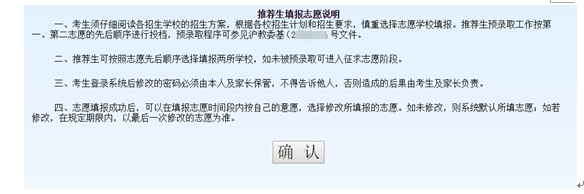 推荐生填报志愿说明
一、考生须仔细阅读各招生学校的招生方案，根据各校招生计划和招生要求，慎重选择志愿学校填报。推荐生预录取工作按第
一、第二志愿的先后顺序进行投档，预录取程序可参见沪教委基(2 号文件。
二、推荐生可按照志愿先后顺序选择填报两所学校，如未被预录取可进入征求志愿阶段。
三、考生登录系统后修改的密码必须由本人及家长保管，不得告诉他人，否则造成的后果由考生及家长负责。
四、志愿填报成功后，可以在填报志愿时间段内按自己的意愿，选择修改所填报的志愿。如未修改，则系统默认所填志愿；如若
修改，在规定期限内，以最后一次修改的志愿为准。
确 认